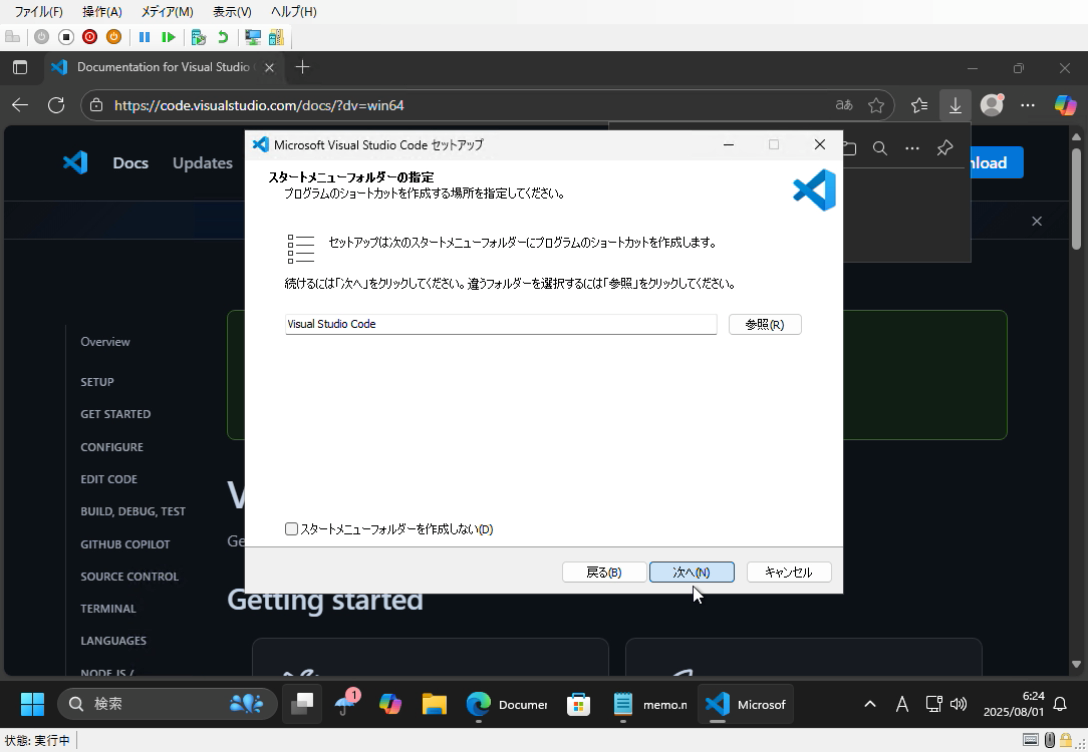 ファイル(F) 操作(A) メディア(M) 表示(V) ヘルプ(H)
Documentation for Visual Studio
https://code.visualstudio.com/docs/?dv=win64
Docs Updates
nload
Microsoft Visual Studio Code セットアップ
スタートメニューフォルダーの指定
プログラムのショートカットを作成する場所を指定してください。
セットアップは次のスタートメニューフォルダーにプログラムのショートカットを作成します。
続けるには「次へ」をクリックしてください。違うフォルダーを選択するには「参照」をクリックしてください。
Visual Studio Code
参照(R)
スタートメニューフォルダーを作成しない(D)
戻る(B) 次へ(N) キャンセル
Overview
SETUP
GET STARTED
CONFIGURE
EDIT CODE
BUILD, DEBUG, TEST
GITHUB COPILOT
SOURCE CONTROL
TERMINAL
LANGUAGES
NODE.JS /
V
Ge
Getting started
検索
1
Documer
memo.n
Microsof
A
6:24
2025/08/01
状態: 実行中